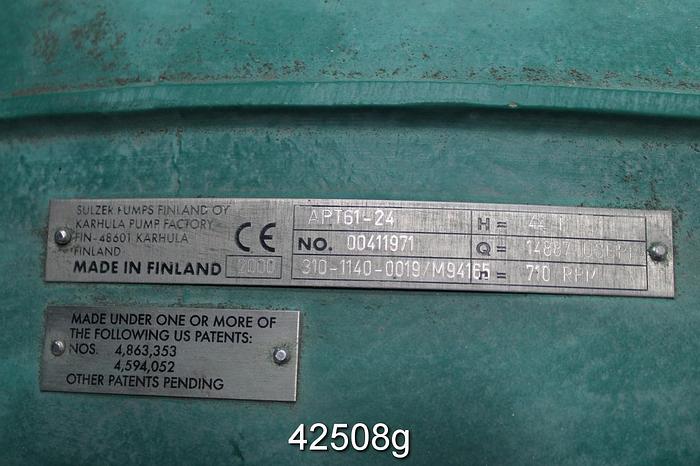 SULZER PUMPS FINLAND OY
KARHULA PUMP FACTORY
FIN-48601 KARHULA
FINLAND
MADE IN FINLAND
CE
2000
APT61-24
NO. 00411971
310-1140-0019/M94165
H =
Q =
= 710 RPM
MADE UNDER ONE OR MORE OF
THE FOLLOWING US PATENTS:
NOS. 4,863,353
4,594,052
OTHER PATENTS PENDING
42508g